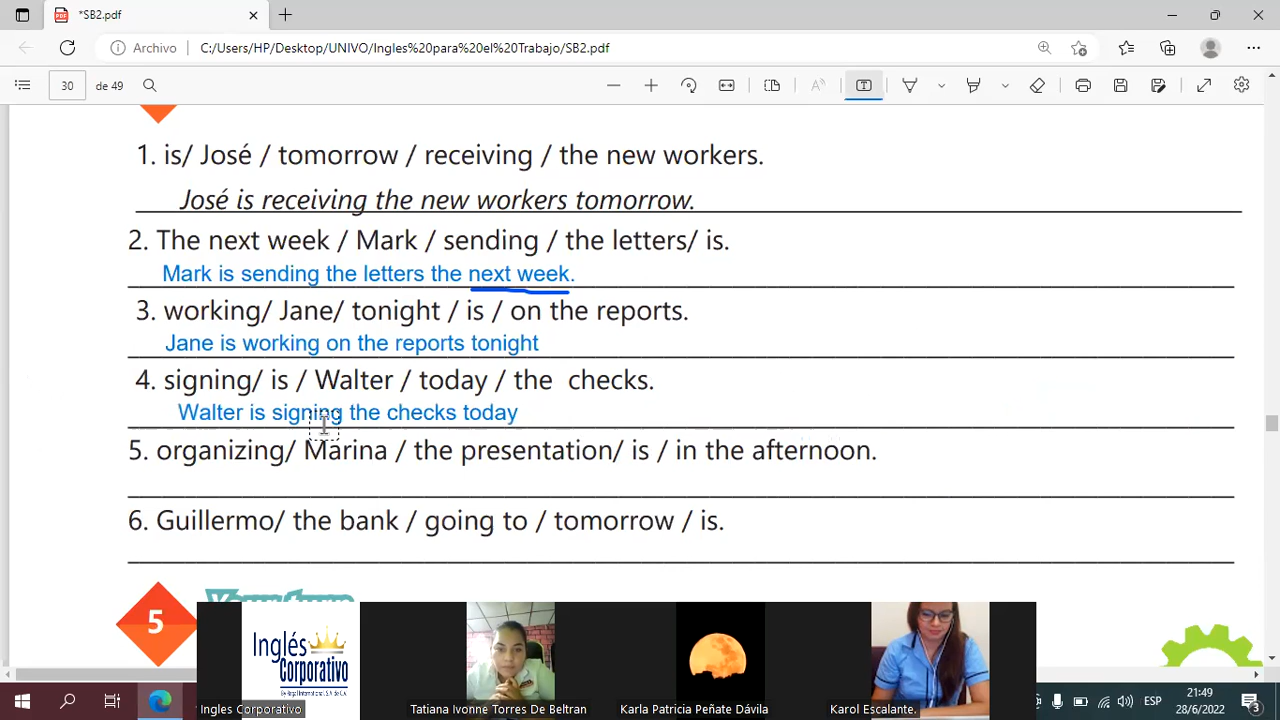 *SB2.pdf
Archivo
C:/Users/HP/Desktop/UNIVO/Ingles%20para%20el%20Trabajo/SB2.pdf
30 de 49
1. is/ José / tomorrow / receiving / the new workers.
José is receiving the new workers tomorrow.
2. The next week / Mark / sending / the letters/ is.
Mark is sending the letters the next week.
3. working/ Jane/ tonight / is / on the reports.
Jane is working on the reports tonight
4. signing/ is / Walter / today / the checks.
Walter is signing the checks today
5. organizing/ Marina / the presentation/ is / in the afternoon.
6. Guillermo/ the bank / going to / tomorrow / is.
5 Your turn
Inglés
Corporativo
Ingles Corporativo
Tatiana Ivonne Torres De Beltran
Karla Patricia Peñate Dávila
Karol Escalante
ESP
21:49
28/6/2022
3